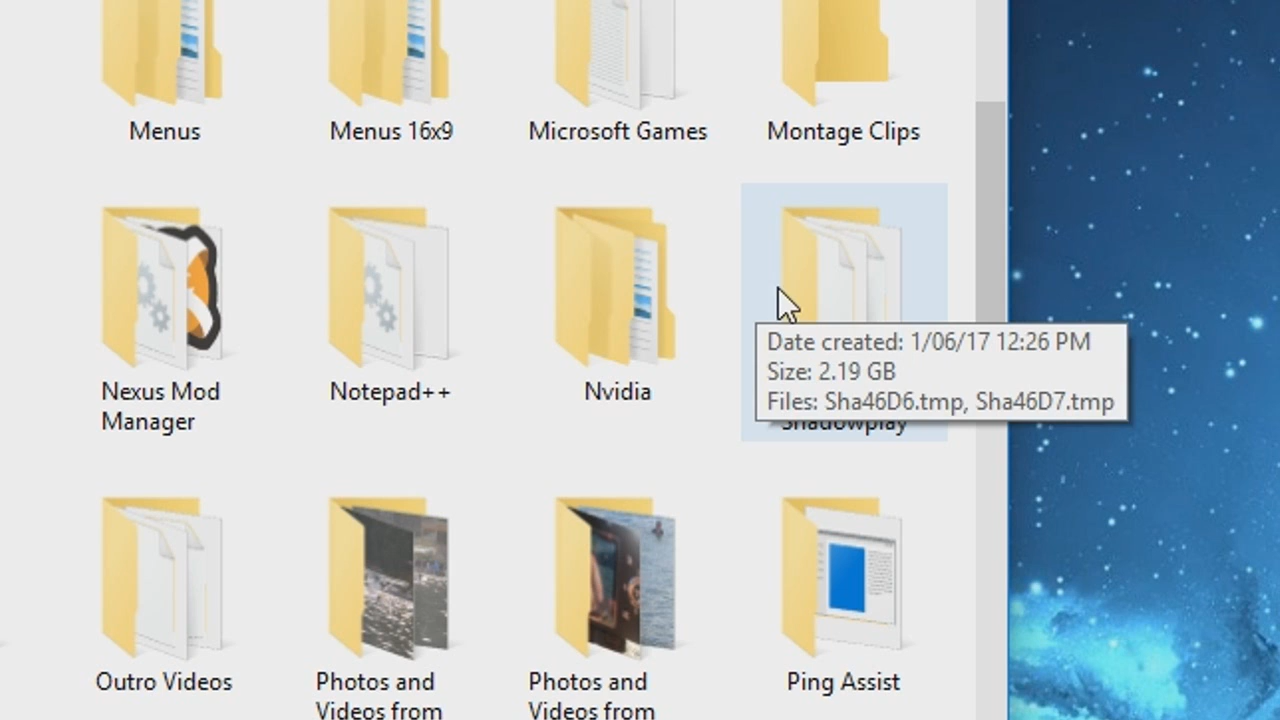 Menus
Menus 16x9
Microsoft Games
Montage Clips
Nexus Mod
Manager
Notepad++
Nvidia
Date created: 1/06/17 12:26 PM
Size: 2.19 GB
Files: Sha46D6.tmp, Sha46D7.tmp
Shadowplay
Outro Videos
Photos and
Videos from
Photos and
Videos from
Ping Assist